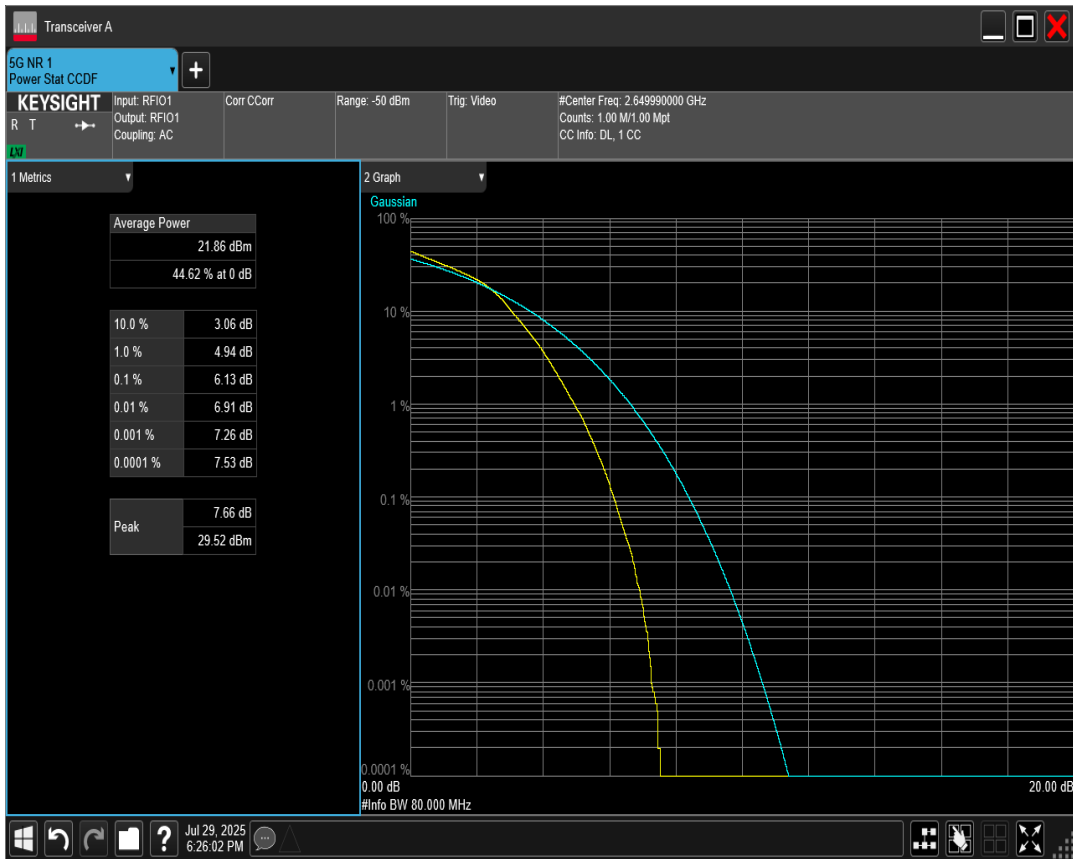 Transceiver A
5G NR 1
Power Stat CCDF
KEYSIGHT
R T
LXI
Input: RFIO1
Output: RFIO1
Coupling: AC
Corr CCorr
Range: -50 dBm
Trig: Video
#Center Freq: 2.649990000 GHz
Counts: 1.00 M/1.00 Mpt
CC Info: DL, 1 CC
1 Metrics
Average Power
21.86 dBm
44.62 % at 0 dB
10.0 % 3.06 dB
1.0 % 4.94 dB
0.1 % 6.13 dB
0.01 % 6.91 dB
0.001 % 7.26 dB
0.0001 % 7.53 dB
Peak 7.66 dB
29.52 dBm
2 Graph
Gaussian
100 %
10 %
1 %
0.1 %
0.01 %
0.001 %
0.0001 %
0.00 dB 20.00 dB
#Info BW 80.000 MHz
Jul 29, 2025
6:26:02 PM